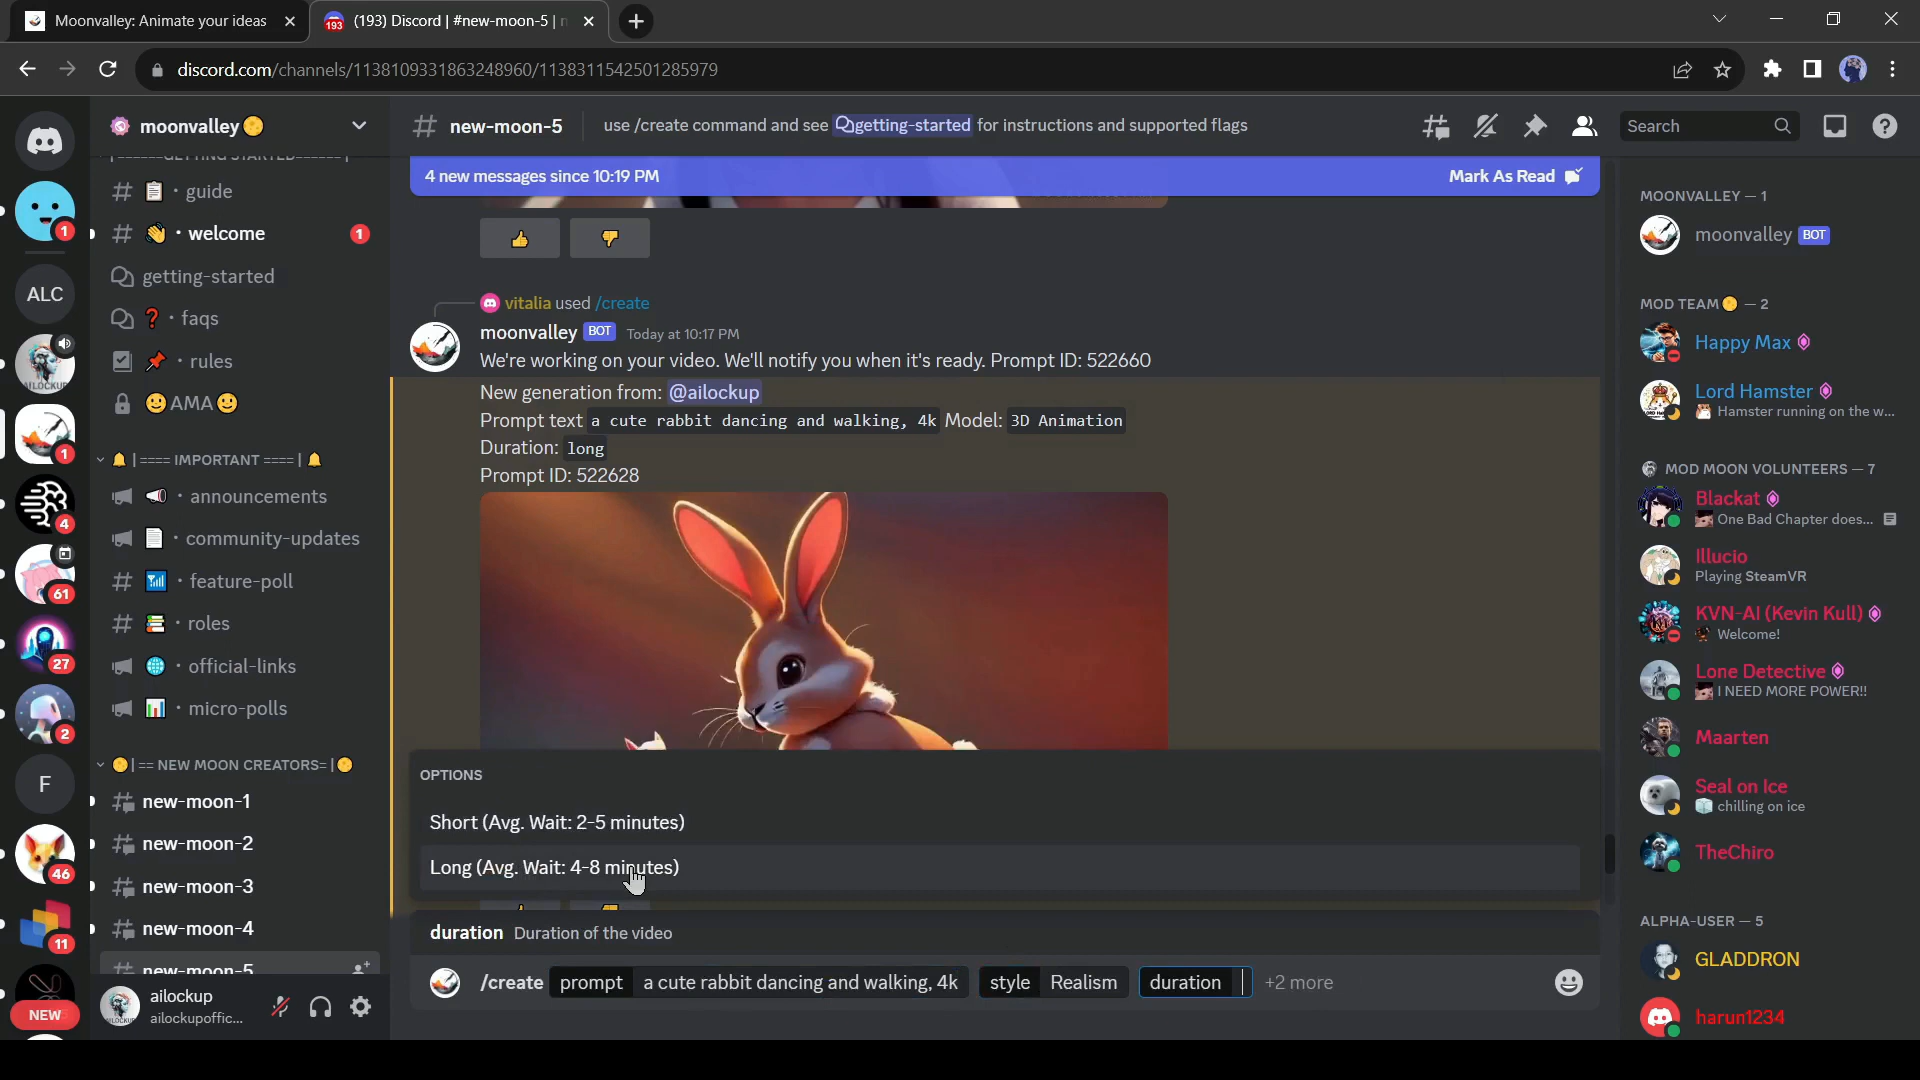 Moonvalley: Animate your ideas
193
(193) Discord | #new-moon-5 |
discord.com/channels/1138109331863248960/1138311542501285979
moonvalley
new-moon-5
use /create command and see getting-started for instructions and supported flags
Search
4 new messages since 10:19 PM
Mark As Read
guide
welcome
1
getting-started
faqs
rules
AMA
IMPORTANT
announcements
community-updates
feature-poll
roles
official-links
micro-polls
== NEW MOON CREATORS=
new-moon-1
new-moon-2
new-moon-3
new-moon-4
new-moon-5
1
ALC
AILOCKUP
1
4
61
27
2
F
46
11
NEW
ailockup
ailockupoffic...
vitalia used /create
moonvalley BOT Today at 10:17 PM
We're working on your video. We'll notify you when it's ready. Prompt ID: 522660
New generation from: @ailockup
Prompt text a cute rabbit dancing and walking, 4k Model: 3D Animation
Duration: long
Prompt ID: 522628
OPTIONS
Short (Avg. Wait: 2-5 minutes)
Long (Avg. Wait: 4-8 minutes)
duration Duration of the video
/create prompt a cute rabbit dancing and walking, 4k style Realism duration +2 more
MOONVALLEY — 1
moonvalley BOT
MOD TEAM — 2
Happy Max
Lord Hamster
Hamster running on the w...
MOD MOON VOLUNTEERS — 7
Blackat
One Bad Chapter does...
Illucio
Playing SteamVR
KVN-AI (Kevin Kull)
Welcome!
Lone Detective
I NEED MORE POWER!!
Maarten
Seal on Ice
chilling on ice
TheChiro
ALPHA-USER — 5
GLADDRON
harun1234